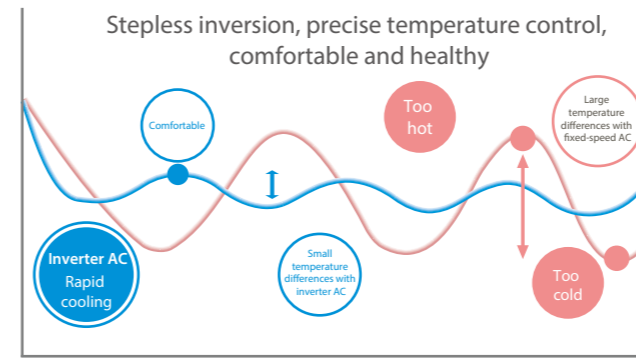 Stepless inversion, precise temperature control,
comfortable and healthy
Comfortable
Too
hot
Large
temperature
differences with
fixed-speed AC
Inverter AC
Rapid
cooling
Small
temperature
differences with
inverter AC
Too
cold